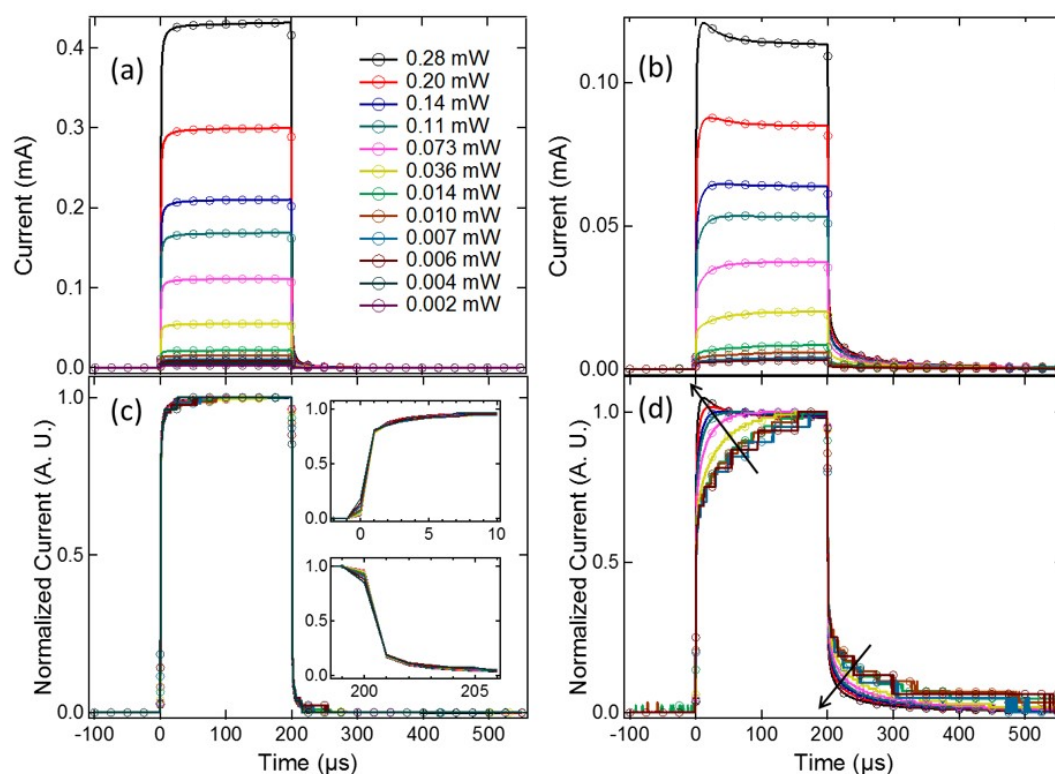 (a)
0.4
0.3
0.2
0.1
0.0
Current (mA)
0.28 mW
0.20 mW
0.14 mW
0.11 mW
0.073 mW
0.036 mW
0.014 mW
0.010 mW
0.007 mW
0.006 mW
0.004 mW
0.002 mW
(b)
0.10
0.05
0.00
Current (mA)
(c)
1.0
0.5
0.0
Normalized Current (A. U.)
1.0
0.5
0.0
0 5 10
1.0
0.5
0.0
200 205
-100 0 100 200 300 400 500
Time (µs)
(d)
1.0
0.5
0.0
Normalized Current (A. U.)
-100 0 100 200 300 400 500
Time (µs)